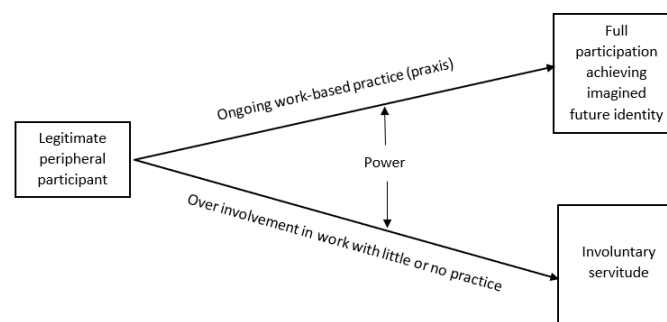 Full
participation
achieving
imagined
future identity
Ongoing work-based practice (praxis)
Legitimate
peripheral
participant
Power
Over involvement in work with little or no practice
Involuntary
servitude